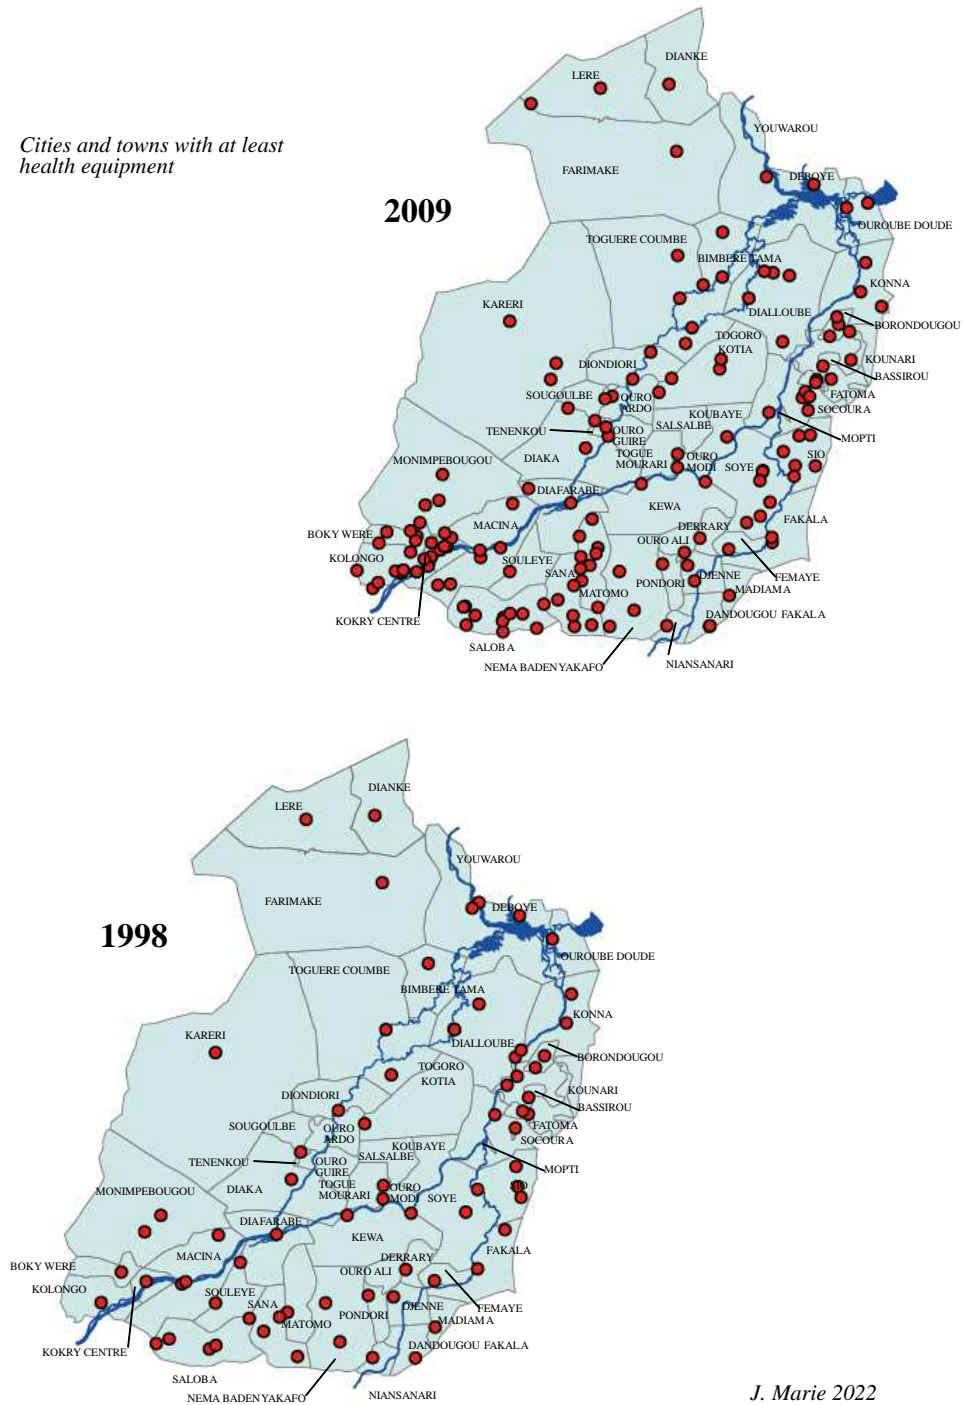 DIANKE
LERE
YOUWAROU
Cities and towns with at least
health equipment
FARIMAKE
DEBOYE
2009
OUROUBE DOUDE
TOGUERE COUMBE
BIMBERE TAMA
KONNA
KARERI
DIALLOUBE
BORONDOUGOU
TOGORO
KOTIA
KOUNARI
DIONDIORI
BASSIROU
SOUGOULBE
OURO
ARDO
FATOMA
SOCOURA
KOUBAYE
SALSALBE
TENENKOU
OURO
GUIRE
MOPTI
TOGUE
MOURARI
OURO
MODI
SOYE
SIO
DIAKA
MONIMPEBOUGOU
DIAFARABE
KEWA
MACINA
FAKALA
DERRARY
BOKY WERE
OURO ALI
KOLONGO
SOULEYE
SANA
DJENNE
FEMAYE
PONDORI
MADIAMA
MATOMO
DANDOUGOU FAKALA
KOKRY CENTRE
SALOBA
NEMA BADENYAKAFO
NIANSANARI
DIANKE
LERE
YOUWAROU
FARIMAKE
DEBOYE
1998
OUROUBE DOUDE
TOGUERE COUMBE
BIMBERE TAMA
KONNA
KARERI
DIALLOUBE
BORONDOUGOU
TOGORO
KOTIA
KOUNARI
DIONDIORI
BASSIROU
SOUGOULBE
OURO
ARDO
FATOMA
SOCOURA
KOUBAYE
SALSALBE
TENENKOU
OURO
GUIRE
MOPTI
TOGUE
MOURARI
OURO
MODI
SOYE
SIO
DIAKA
MONIMPEBOUGOU
DIAFARABE
KEWA
MACINA
FAKALA
DERRARY
BOKY WERE
OURO ALI
KOLONGO
SOULEYE
SANA
DJENNE
FEMAYE
PONDORI
MADIAMA
MATOMO
DANDOUGOU FAKALA
KOKRY CENTRE
SALOBA
NEMA BADENYAKAFO
NIANSANARI
J. Marie 2022